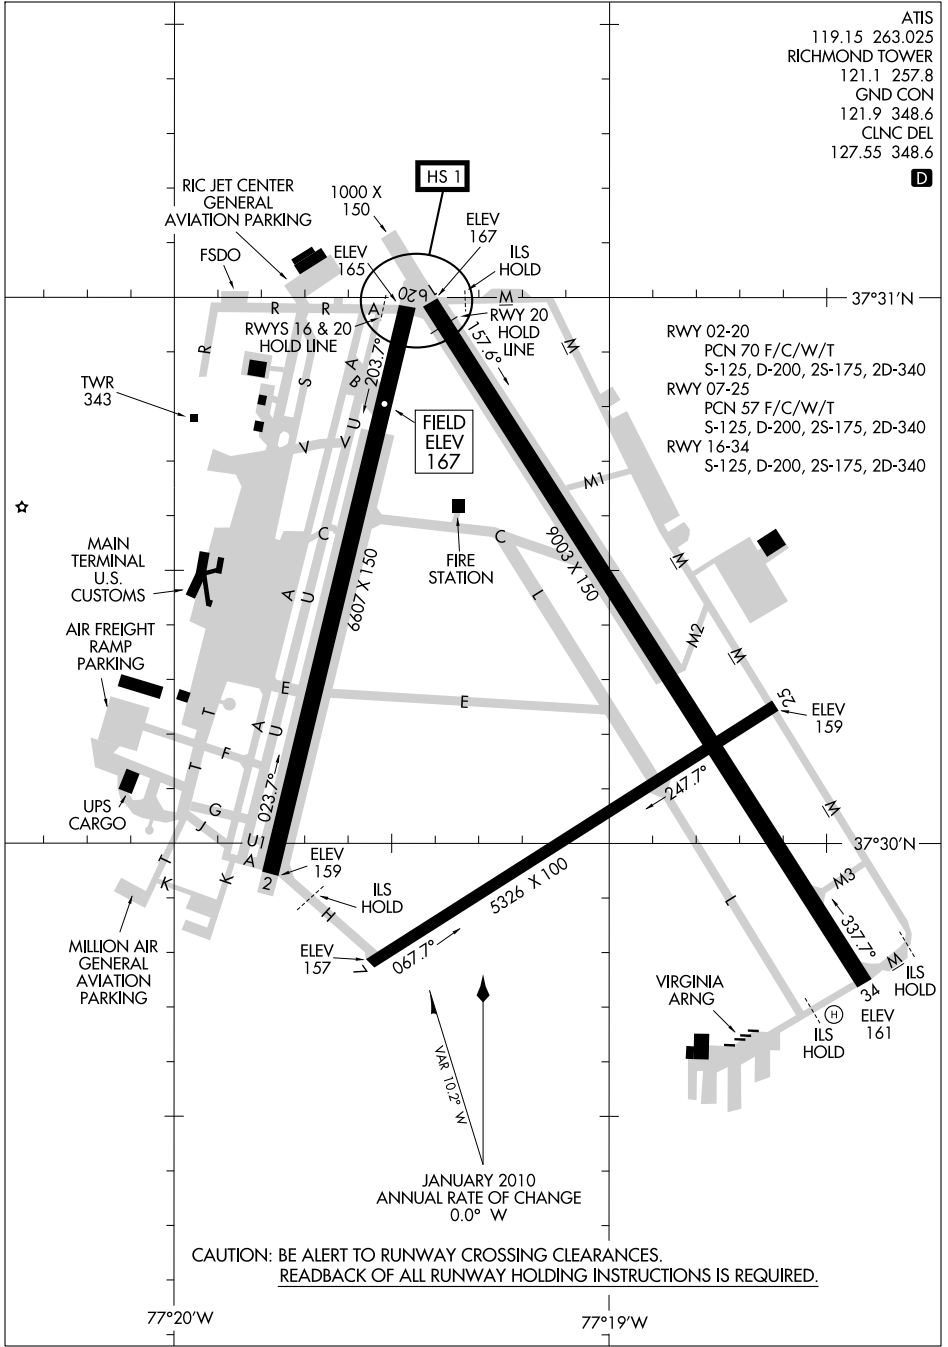 ATIS
119.15 263.025
RICHMOND TOWER
121.1 257.8
GND CON
121.9 348.6
CLNC DEL
127.55 348.6
D
HS 1
RIC JET CENTER
GENERAL
AVIATION PARKING
1000 X
150
ELEV
167
ELEV
165
ILS
HOLD
FSDO
37°31'N
R
R
A
620
M
RWYS 16 & 20
HOLD LINE
RWY 20
HOLD
LINE
203.7°
157.6°
RWY 02-20
PCN 70 F/C/W/T
S-125, D-200, 2S-175, 2D-340
RWY 07-25
PCN 57 F/C/W/T
S-125, D-200, 2S-175, 2D-340
RWY 16-34
S-125, D-200, 2S-175, 2D-340
R
S
A
B
M
TWR
343
FIELD
ELEV
167
U
V
V
M1
C
C
MAIN
TERMINAL
U.S.
CUSTOMS
FIRE
STATION
6607 X 150
9003 X 150
M
A
U
L
AIR FREIGHT
RAMP
PARKING
M2
M
E
E
T
A
U
25
ELEV
159
F
T
023.7°
247.7°
UPS
CARGO
G
J
U1
M
A
2
37°30'N
T
K
K
ELEV
159
ILS
HOLD
H
5326 X 100
M3
L
MILLION AIR
GENERAL
AVIATION
PARKING
ELEV
157
7
067.7°
337.7°
M
ILS
HOLD
VIRGINIA
ARNG
34
ELEV
161
H
ILS
HOLD
VAR 10.2° W
JANUARY 2010
ANNUAL RATE OF CHANGE
0.0° W
CAUTION: BE ALERT TO RUNWAY CROSSING CLEARANCES.
READBACK OF ALL RUNWAY HOLDING INSTRUCTIONS IS REQUIRED.
77°20'W
77°19'W